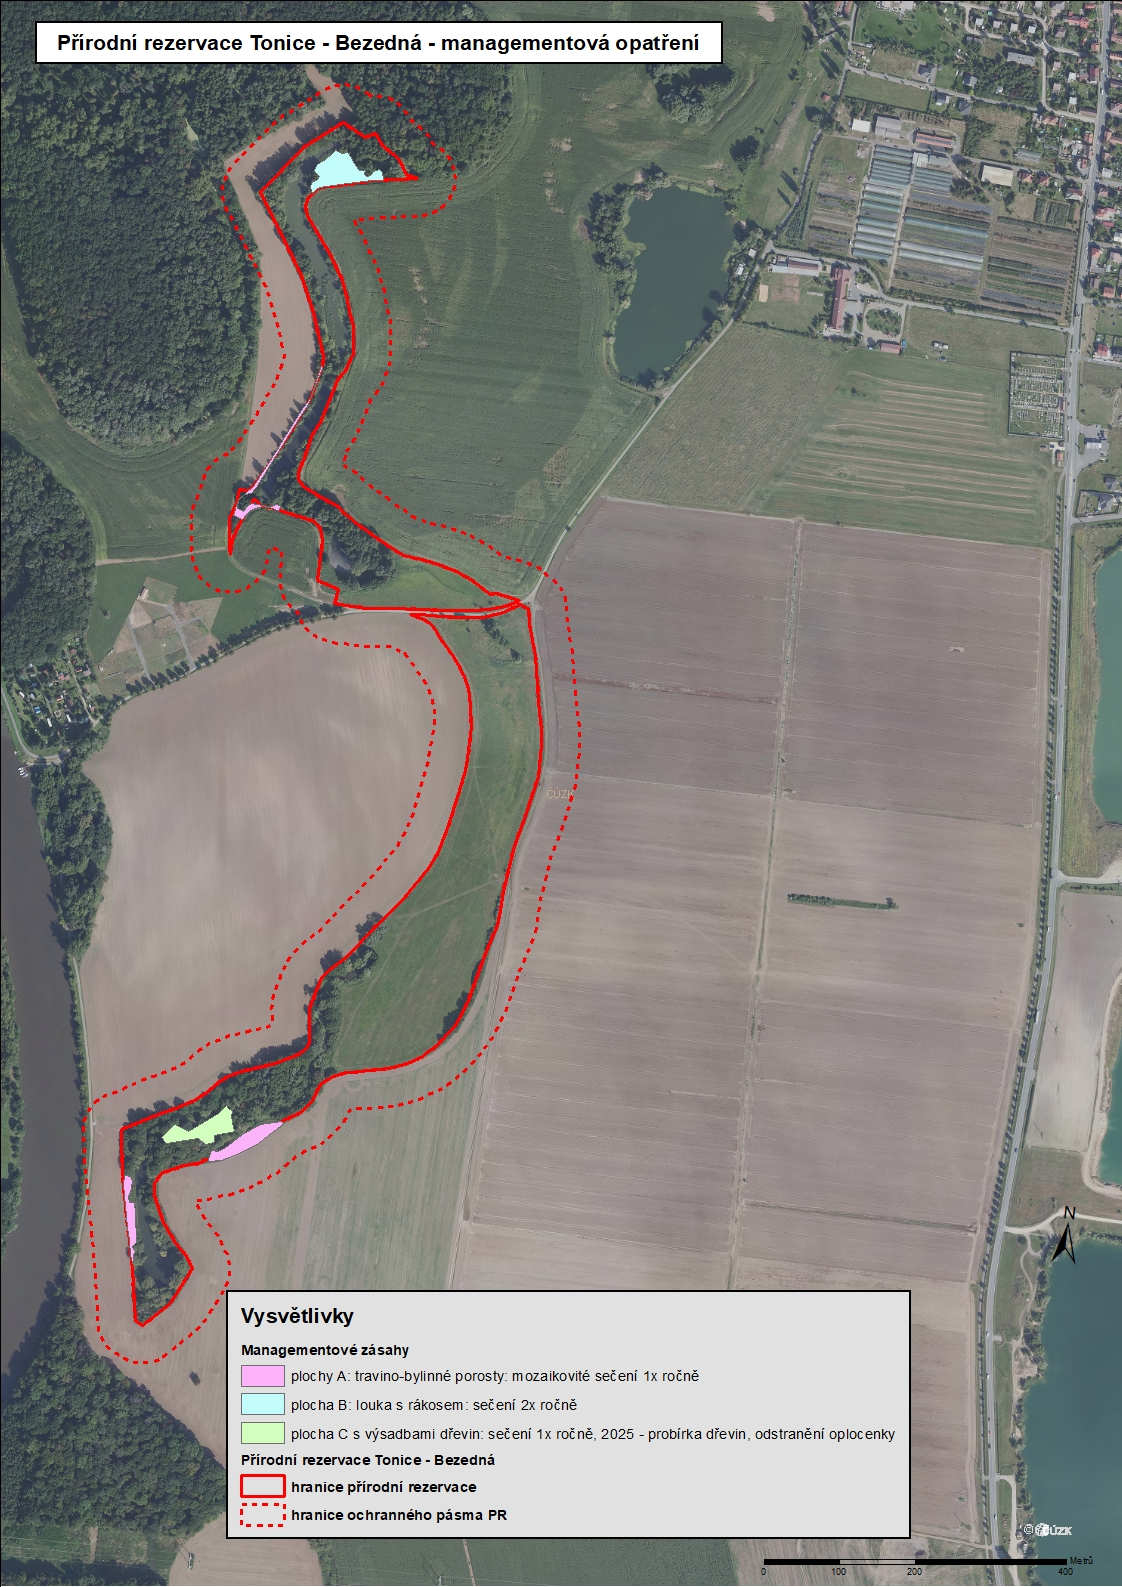 Přírodní rezervace Tonice - Bezedná - managementová opatření
ČÚZK
N
Vysvětlivky
Managementové zásahy
plochy A: travino-bylinné porosty: mozaikovité sečení 1x ročně
plocha B: louka s rákosem: sečení 2x ročně
plocha C s výsadbami dřevin: sečení 1x ročně, 2025 - probírka dřevin, odstranění oplocenky
Přírodní rezervace Tonice - Bezedná
hranice přírodní rezervace
hranice ochranného pásma PR
© ČÚZK
Metrů
0 100 200 400